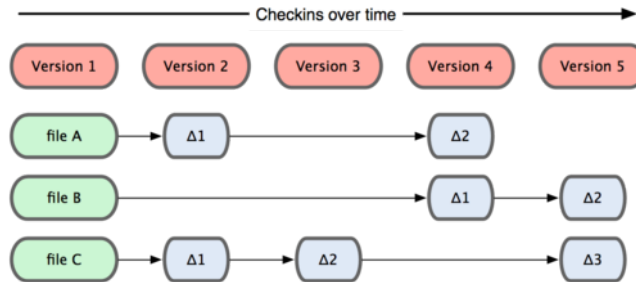 Checkins over time
Version 1 Version 2 Version 3 Version 4 Version 5
file A Δ1 Δ2
file B Δ1 Δ2
file C Δ1 Δ2 Δ3